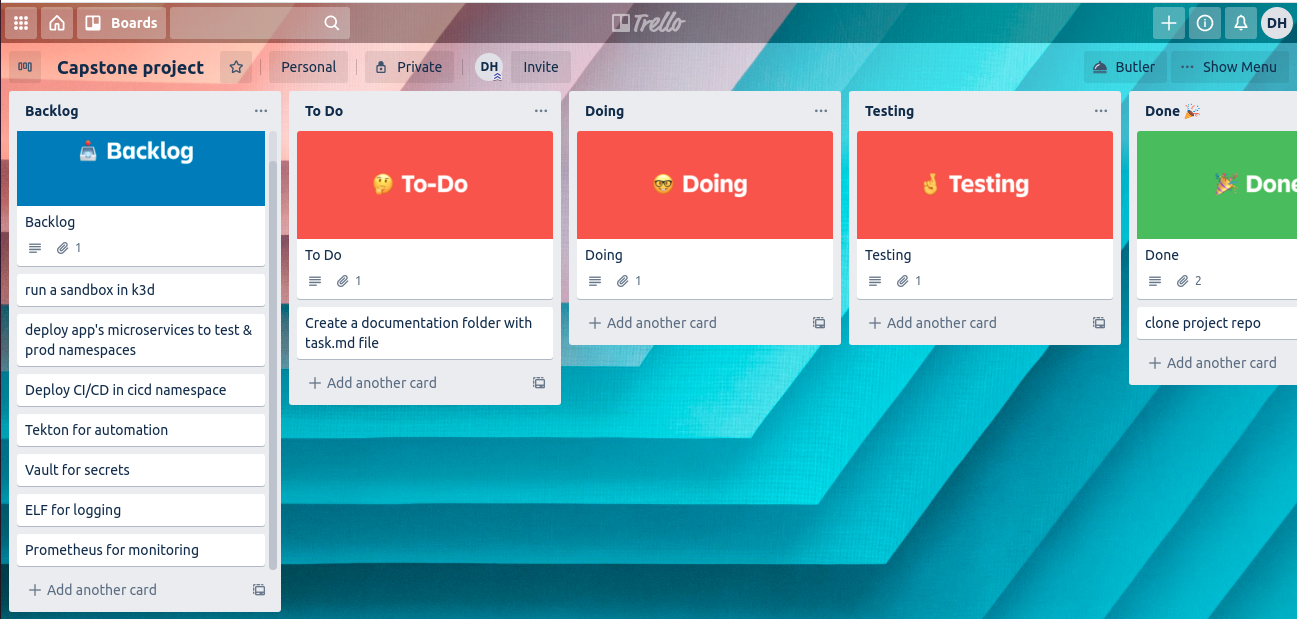 Boards
Trello
DH
Capstone project
Personal
Private
DH
Invite
Butler
Show Menu
Backlog
Backlog
Backlog
1
run a sandbox in k3d
deploy app's microservices to test &
prod namespaces
Deploy CI/CD in cicd namespace
Tekton for automation
Vault for secrets
ELF for logging
Prometheus for monitoring
+ Add another card
To Do
To-Do
To Do
1
Create a documentation folder with
task.md file
+ Add another card
Doing
Doing
Doing
1
+ Add another card
Testing
Testing
Testing
1
+ Add another card
Done
Done
Done
2
clone project repo
+ Add another card